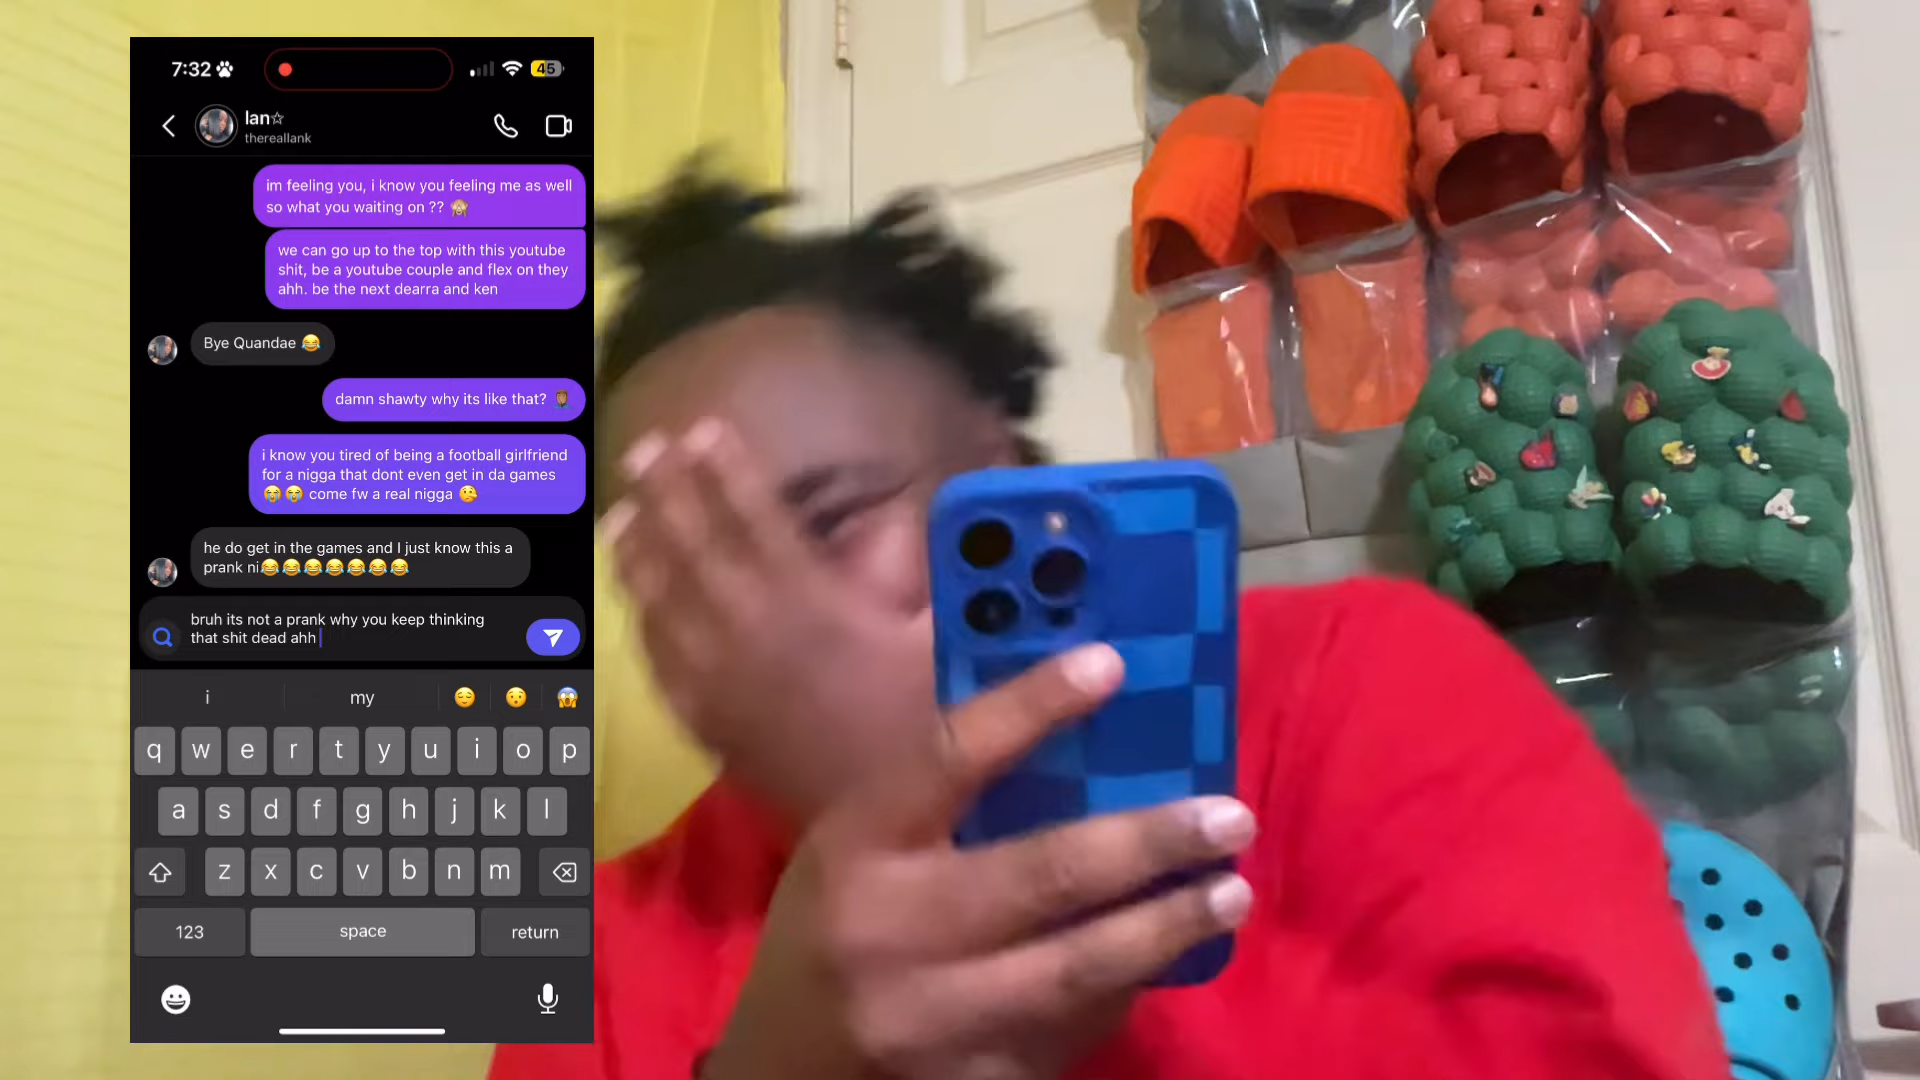 7:32
45
lan☆
thereallank
im feeling you, i know you feeling me as well
so what you waiting on ?? 🙈
we can go up to the top with this youtube
shit, be a youtube couple and flex on they
ahh. be the next dearra and ken
Bye Quandae 😂
damn shawty why its like that? 🤦🏾‍♂️
i know you tired of being a football girlfriend
for a nigga that dont even get in da games
😭😭 come fw a real nigga 🤔
he do get in the games and I just know this a
prank ni😂😂😂😂😂😂😂
bruh its not a prank why you keep thinking
that shit dead ahh
i my 😌 😯 😱
q w e r t y u i o p
a s d f g h j k l
z x c v b n m
123 space return